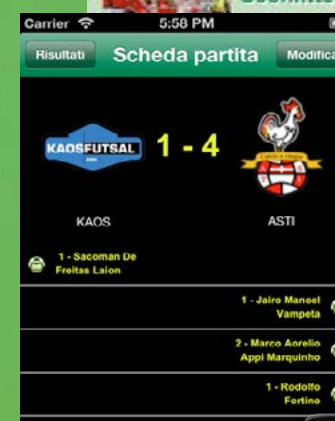 Carrier 5:58 PM
Risultati Scheda partita Modifica
KAOSFUTSAL 1 - 4
KAOS ASTI
1 - Sacoman De
Freitas Laion
1 - Jairo Manoel
Vampeta
2 - Marco Aorelio
Appi Marquinho
1 - Rodolfo
Fortino